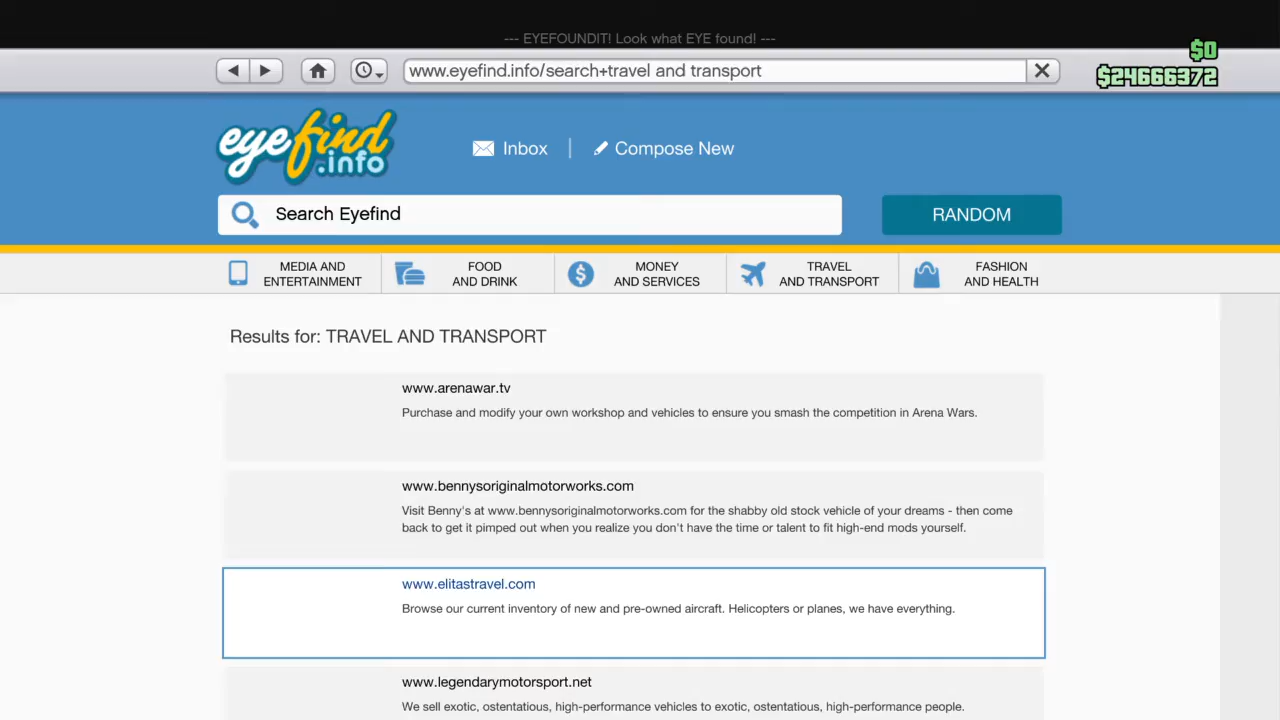 --- EYEFOUNDIT! Look what EYE found! ---
$0
www.eyefind.info/search+travel and transport
$24666372
eyefind
.info
Inbox
Compose New
Search Eyefind
RANDOM
MEDIA AND
ENTERTAINMENT
FOOD
AND DRINK
MONEY
AND SERVICES
TRAVEL
AND TRANSPORT
FASHION
AND HEALTH
Results for: TRAVEL AND TRANSPORT
www.arenawar.tv
Purchase and modify your own workshop and vehicles to ensure you smash the competition in Arena Wars.
www.bennysoriginalmotorworks.com
Visit Benny's at www.bennysoriginalmotorworks.com for the shabby old stock vehicle of your dreams - then come
back to get it pimped out when you realize you don't have the time or talent to fit high-end mods yourself.
www.elitastravel.com
Browse our current inventory of new and pre-owned aircraft. Helicopters or planes, we have everything.
www.legendarymotorsport.net
We sell exotic, ostentatious, high-performance vehicles to exotic, ostentatious, high-performance people.